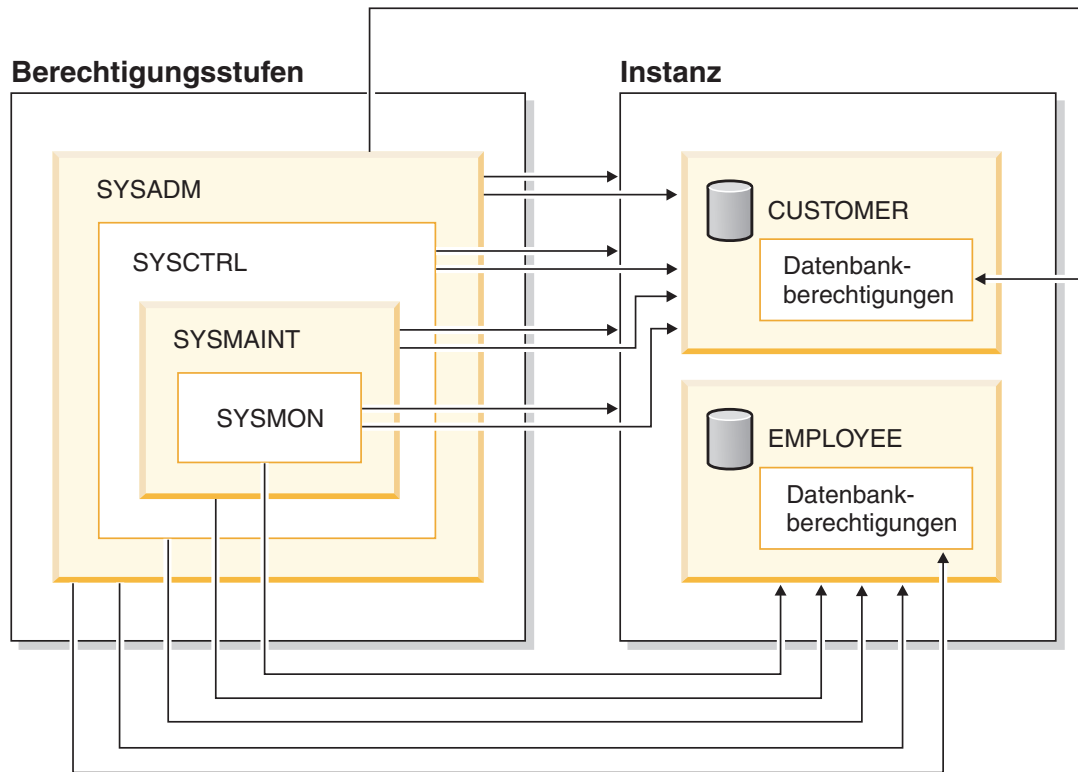 Berechtigungsstufen
SYSADM
SYSCTRL
SYSMAINT
SYSMON
Instanz
CUSTOMER
Datenbank-
berechtigungen
EMPLOYEE
Datenbank-
berechtigungen